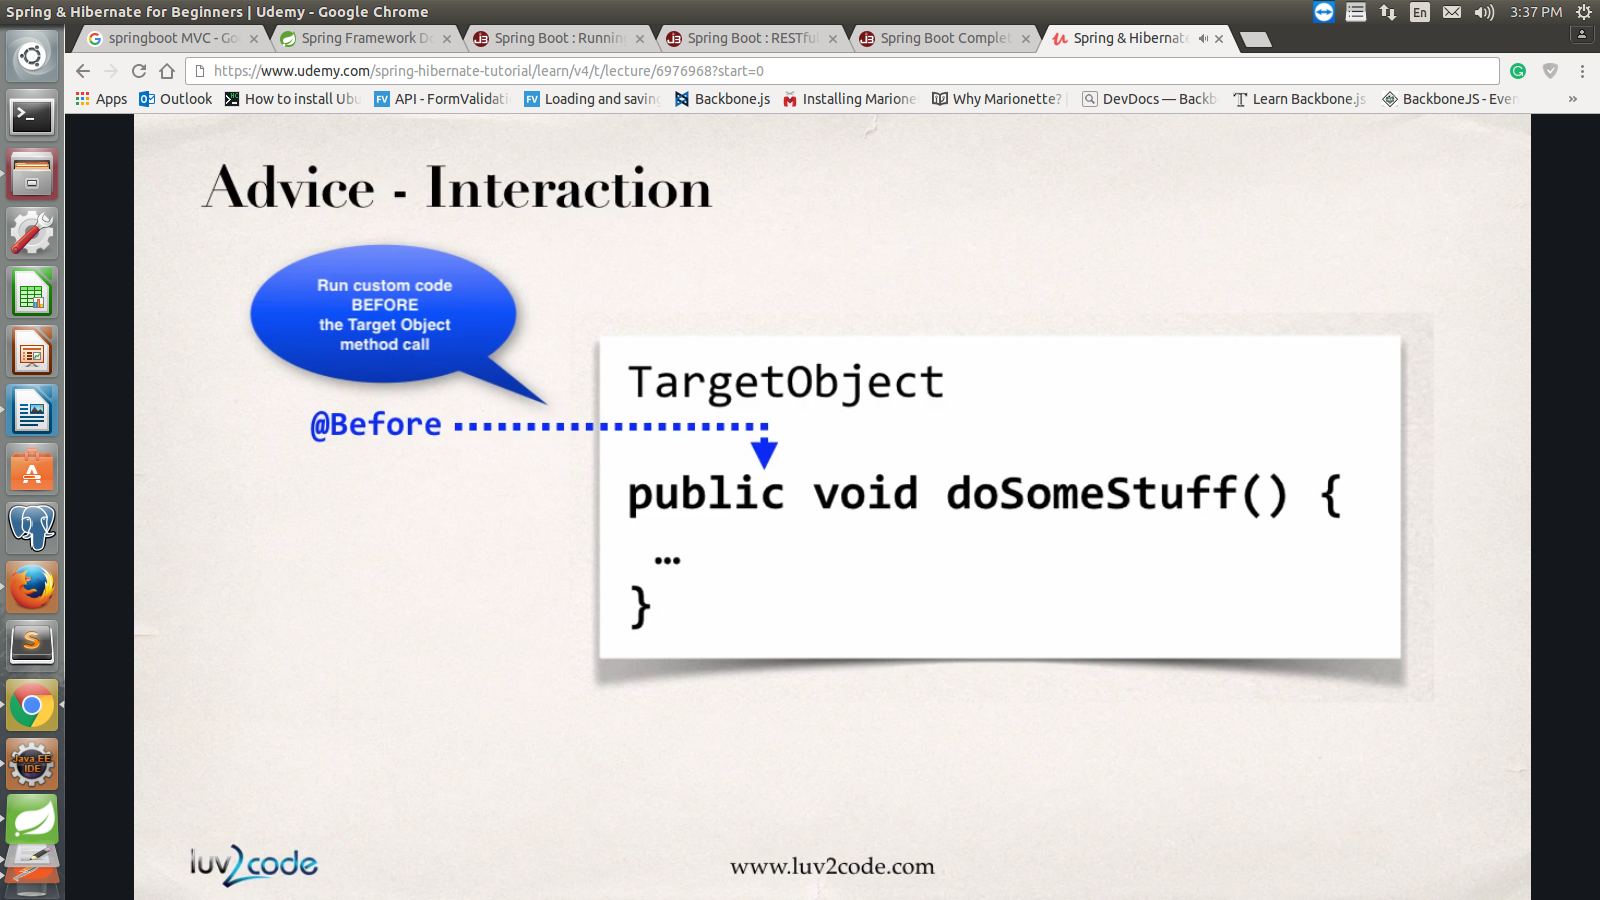 Spring & Hibernate for Beginners | Udemy - Google Chrome
En
3:37 PM
springboot MVC - Go
Spring Framework Do
Spring Boot : Runnin
Spring Boot : RESTfu
Spring Boot Complet
Spring & Hibernate
https://www.udemy.com/spring-hibernate-tutorial/learn/v4/t/lecture/6976968?start=0
Apps
Outlook
How to install Ubu
API - FormValidati
Loading and saving
Backbone.js
Installing Marione
Why Marionette?
DevDocs — Backb
Learn Backbone.js
BackboneJS - Even
»
Advice - Interaction
Run custom code
BEFORE
the Target Object
method call
@Before
TargetObject
public void doSomeStuff() {
...
}
Java EE
IDE
luv2code
www.luv2code.com